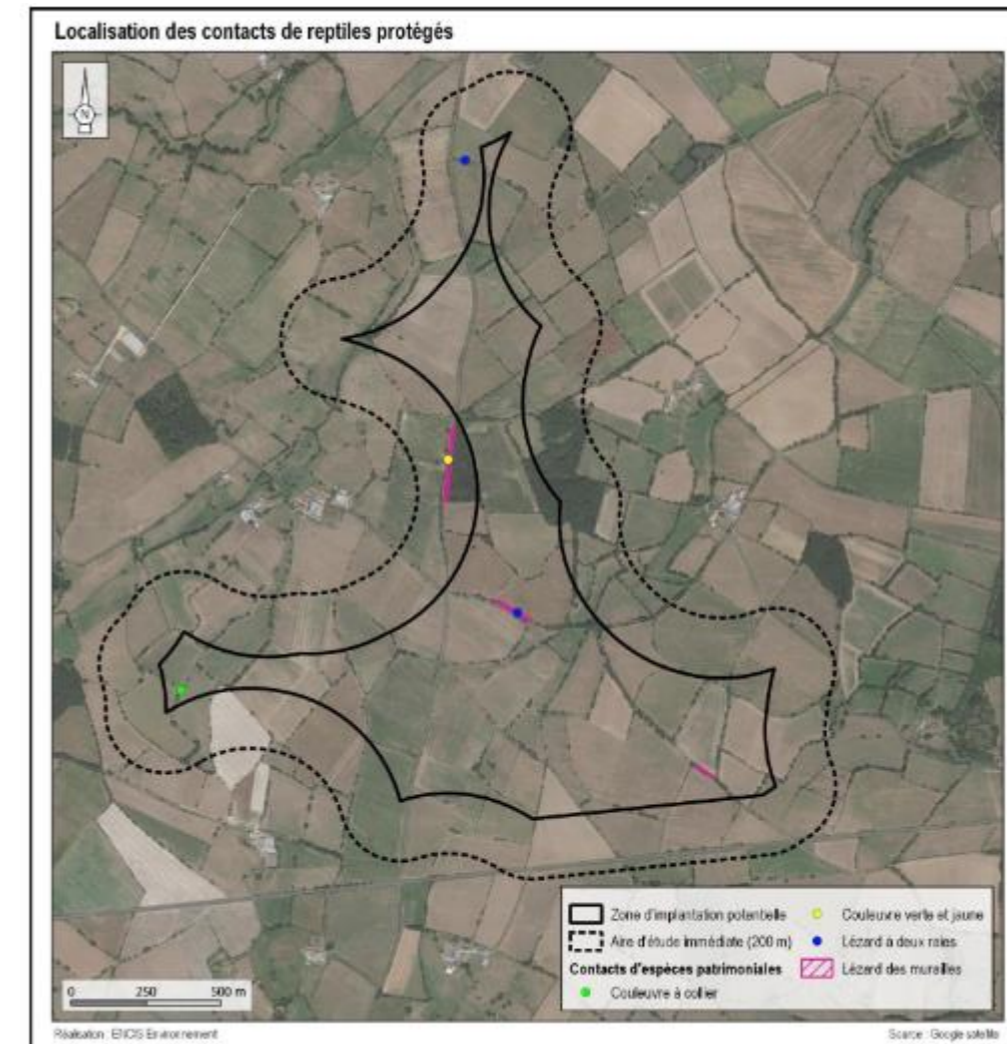 Localisation des contacts de reptiles protégés
N
Zone d'implantation potentielle
Aire d'étude immédiate (200 m)
Contacts d'espèces patrimoniales
Couleuvre à collier
Couleuvre verte et jaune
Lézard à deux raies
Lézard des murailles
0 250 500 m
Réalisation : ENCIS Environnement
Source : Google satellite